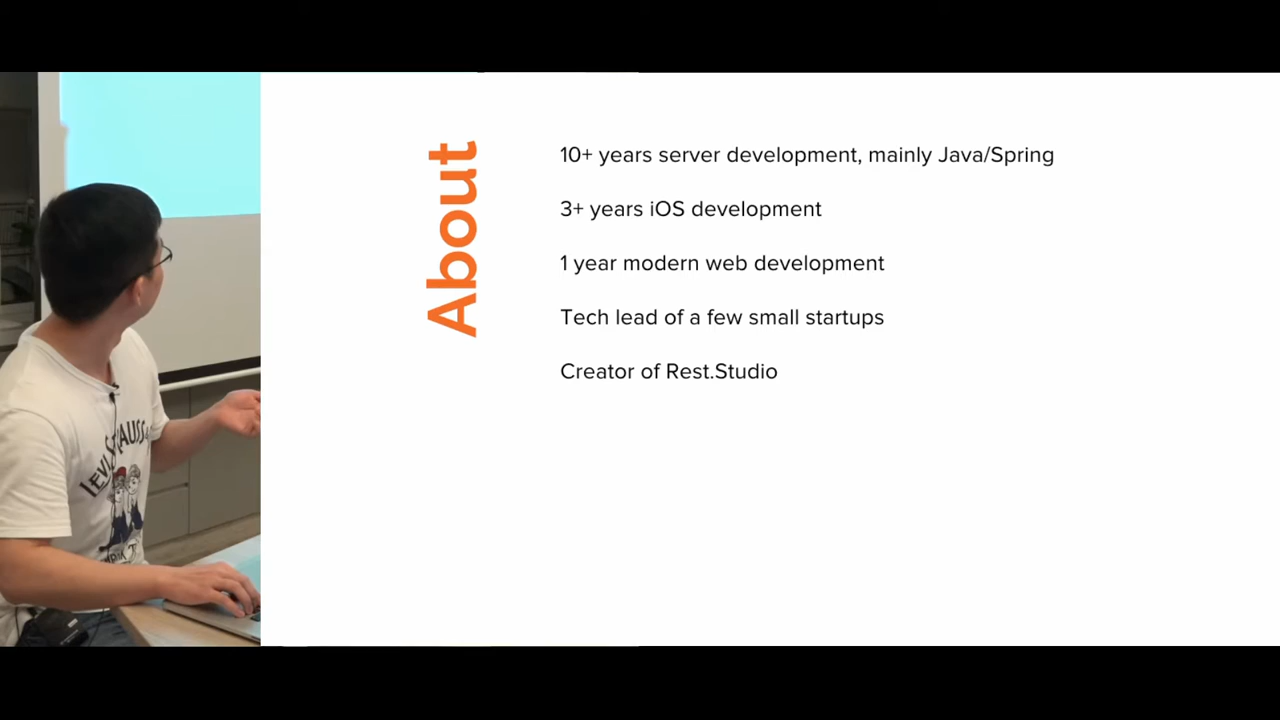 About
10+ years server development, mainly Java/Spring
3+ years iOS development
1 year modern web development
Tech lead of a few small startups
Creator of Rest.Studio